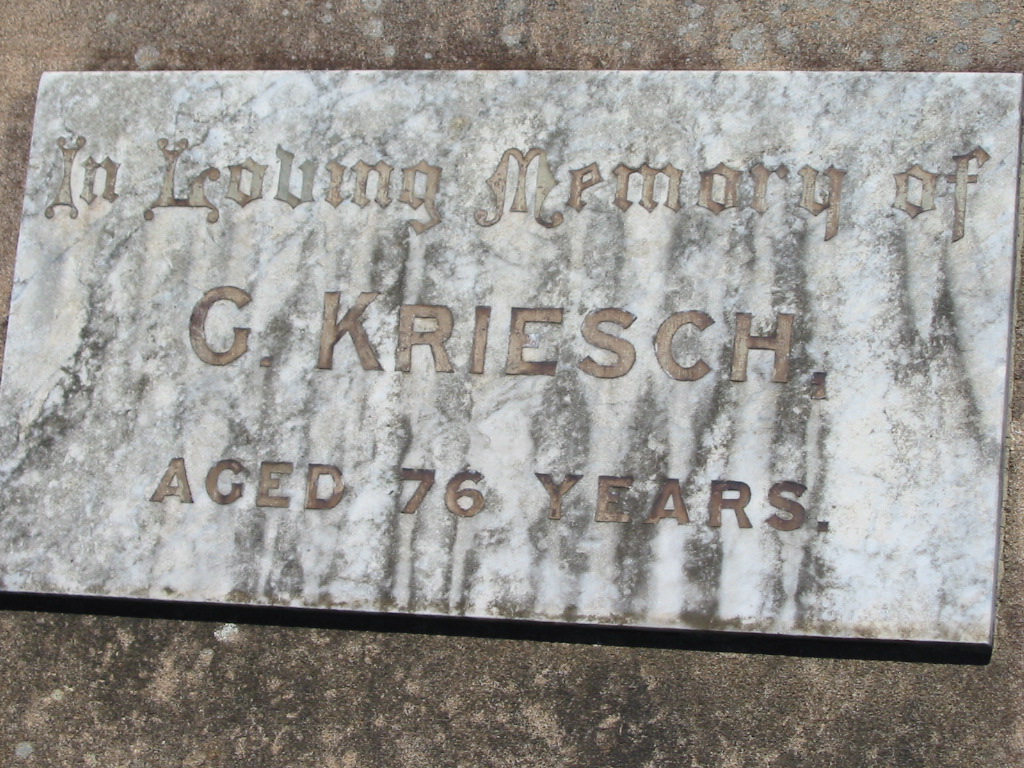 In Loving Memory of
G. KRIESCH,
AGED 76 YEARS.